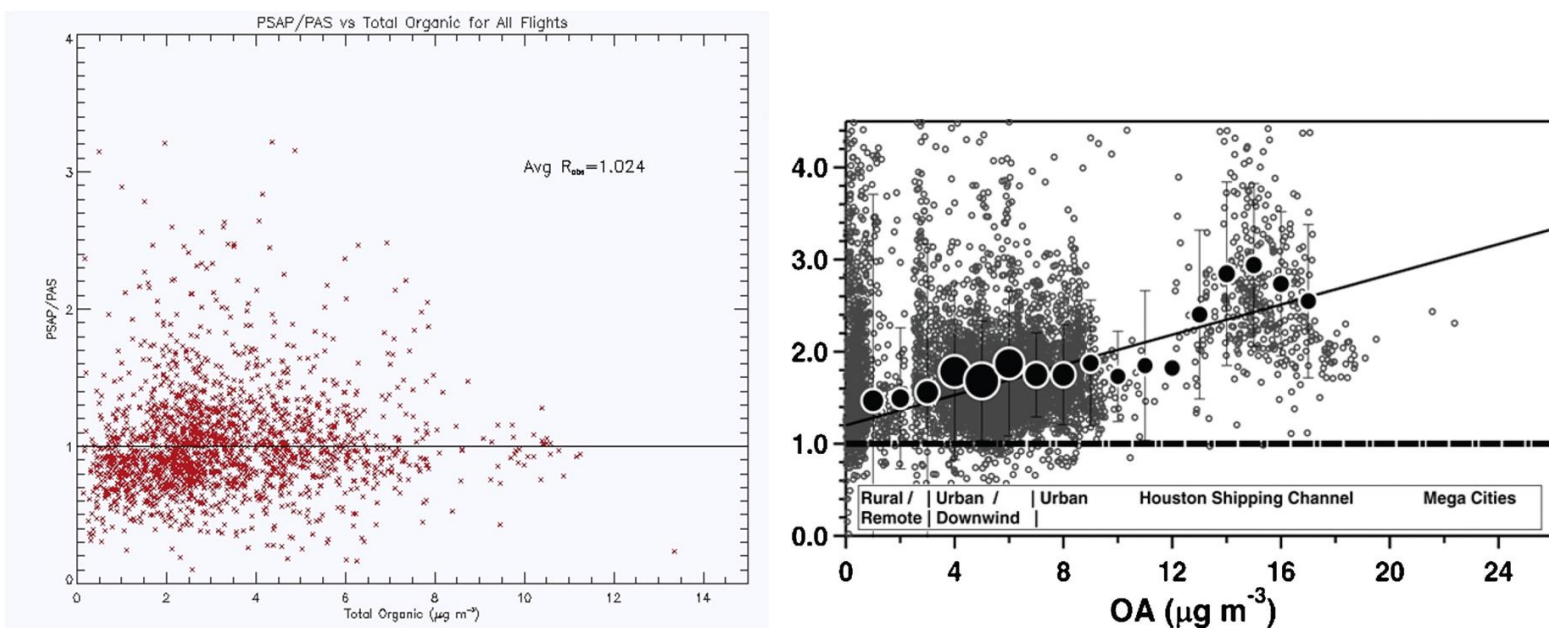 PSAP/PAS vs Total Organic for All Flights
4
3
2
1
0
PSAP/PAS
Avg Rabs=1.024
0 2 4 6 8 10 12 14
Total Organic (μg m⁻³)
4.0
3.0
2.0
1.0
0.0
Rural / Urban / Urban Houston Shipping Channel Mega Cities
Remote Downwind
0 4 8 12 16 20 24
OA (μg m⁻³)